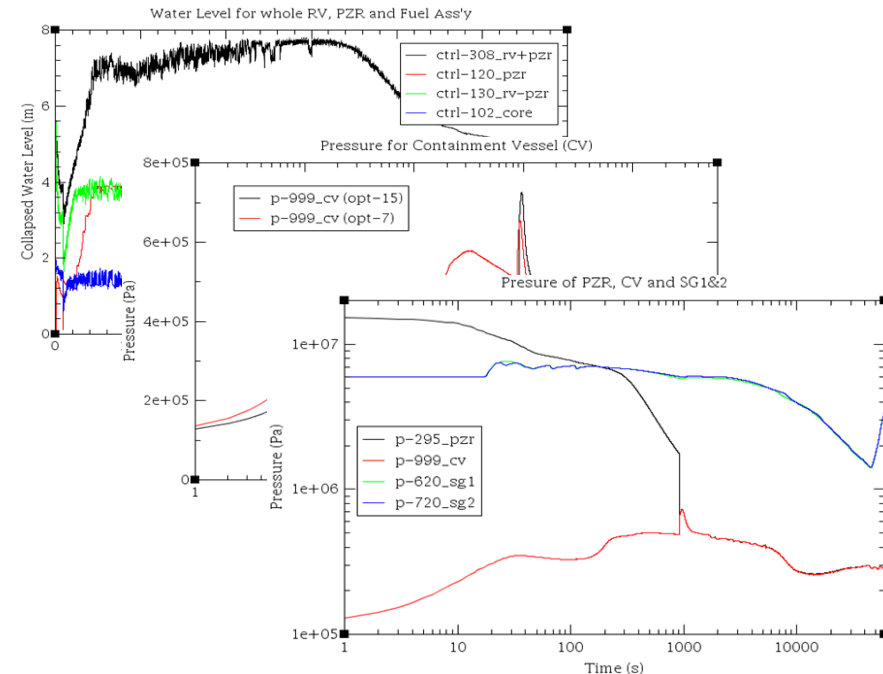 Water Level for whole RV, PZR and Fuel Ass'y
8
6
4
2
0
0
Collapsed Water Level (m)
ctrl-308_rv+pzr
ctrl-120_pzr
ctrl-130_rv-pzr
ctrl-102_core
Pressure for Containment Vessel (CV)
8e+05
6e+05
4e+05
2e+05
0
1
Pressure (Pa)
p-999_cv (opt-15)
p-999_cv (opt-7)
Presure of PZR, CV and SG1&2
1e+07
1e+06
1e+05
Pressure (Pa)
p-295_pzr
p-999_cv
p-620_sg1
p-720_sg2
1 10 100 1000 10000
Time (s)